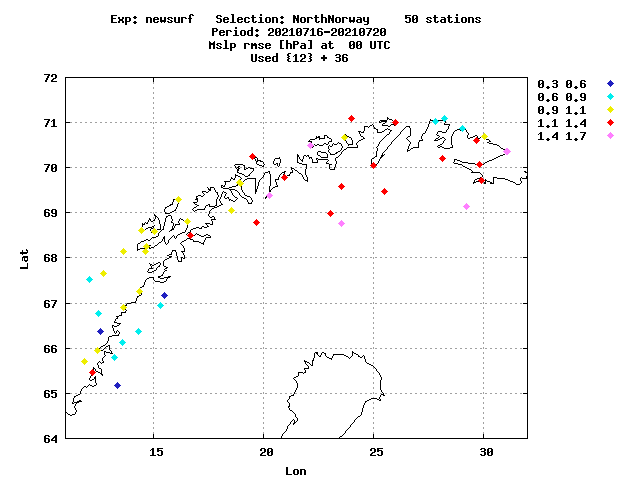 Exp: newsurf   Selection: NorthNorway     50 stations
Period: 20210716-20210720
Mslp rmse [hPa] at  00 UTC
Used {12} + 36
72
71
70
69
68
67
66
65
64
Lat
15 20 25 30
Lon
0.3 0.6
0.6 0.9
0.9 1.1
1.1 1.4
1.4 1.7